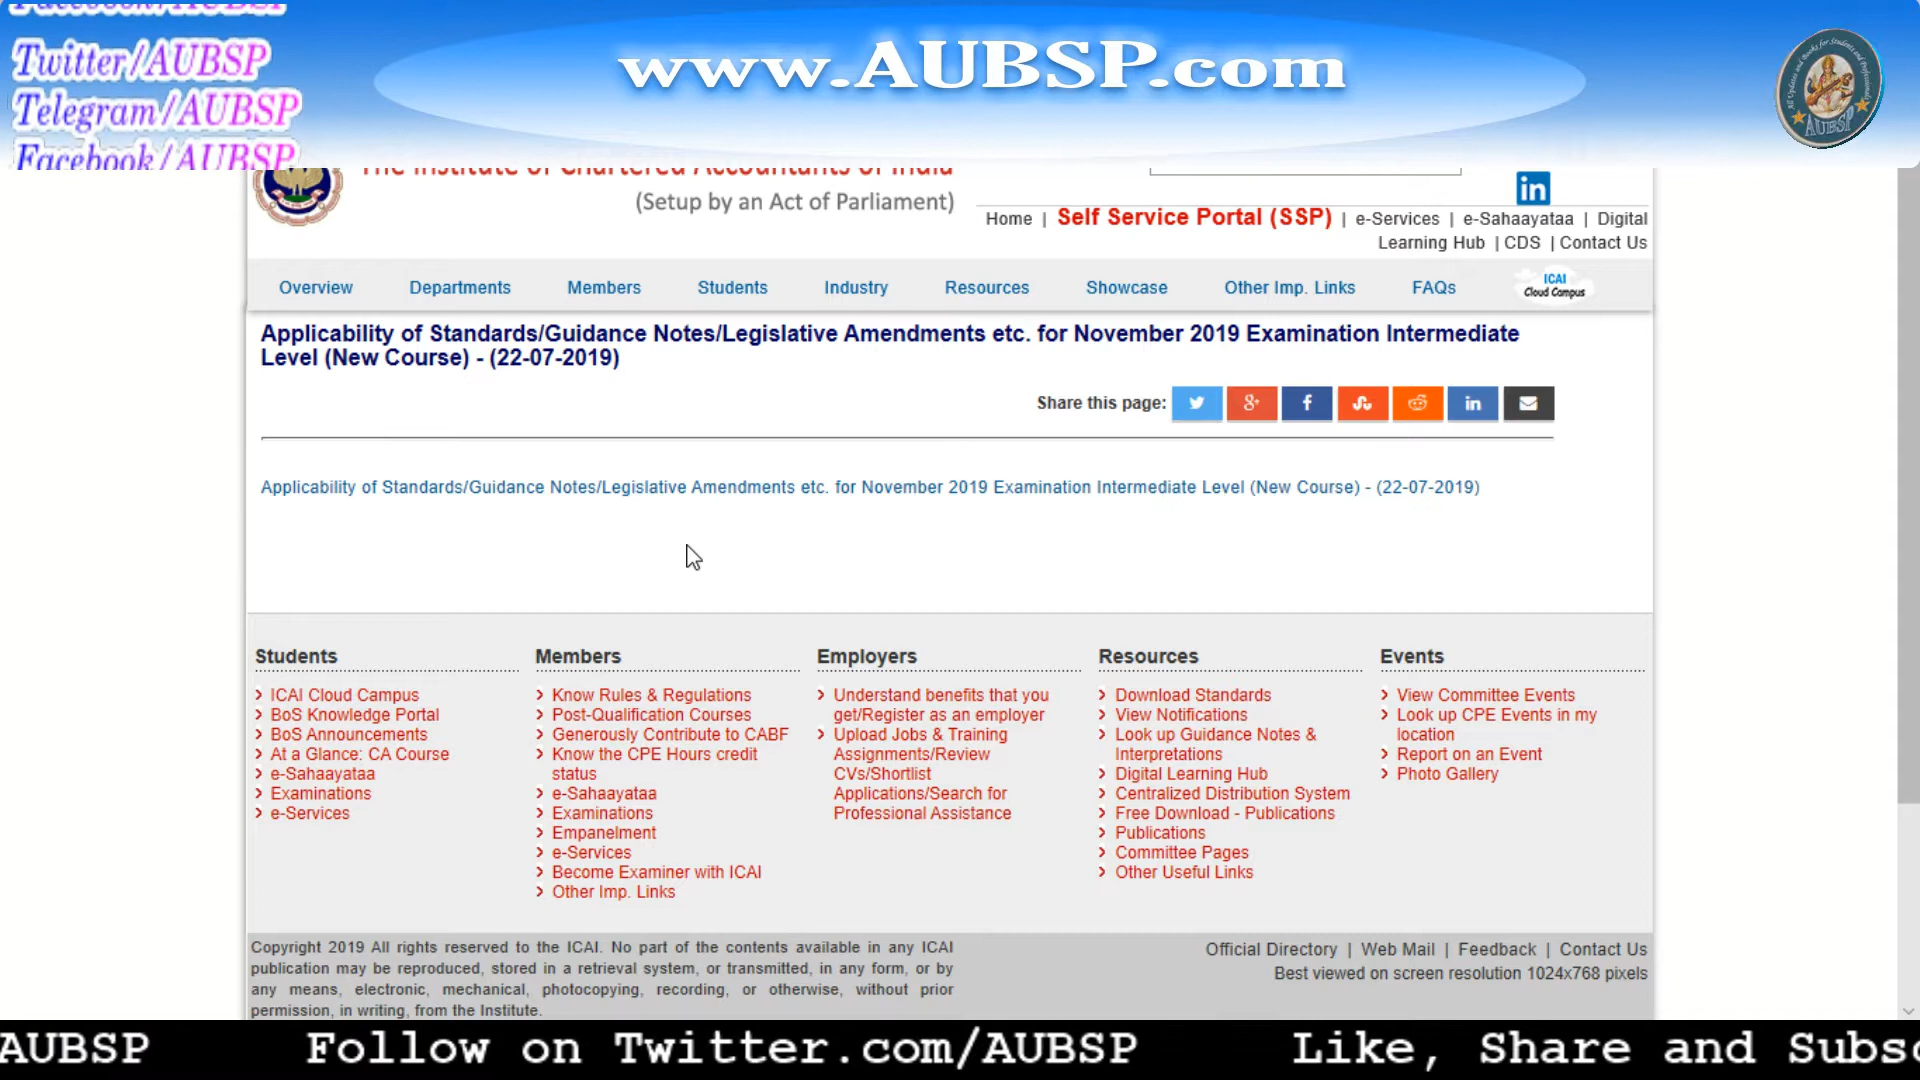 Facebook/AUBSP
Twitter/AUBSP
Telegram/AUBSP
Facebook/AUBSP
www.AUBSP.com
AUBSP
The Institute of Chartered Accountants of India
(Setup by an Act of Parliament)
in
Home | Self Service Portal (SSP) | e-Services | e-Sahaayataa | Digital
Learning Hub | CDS | Contact Us
Overview Departments Members Students Industry Resources Showcase Other Imp. Links FAQs ICAI
Cloud Campus
Applicability of Standards/Guidance Notes/Legislative Amendments etc. for November 2019 Examination Intermediate
Level (New Course) - (22-07-2019)
Share this page:
Applicability of Standards/Guidance Notes/Legislative Amendments etc. for November 2019 Examination Intermediate Level (New Course) - (22-07-2019)
Students
ICAI Cloud Campus
BoS Knowledge Portal
BoS Announcements
At a Glance: CA Course
e-Sahaayataa
Examinations
e-Services
Members
Know Rules & Regulations
Post-Qualification Courses
Generously Contribute to CABF
Know the CPE Hours credit
status
e-Sahaayataa
Examinations
Empanelment
e-Services
Become Examiner with ICAI
Other Imp. Links
Employers
Understand benefits that you
get/Register as an employer
Upload Jobs & Training
Assignments/Review
CVs/Shortlist
Applications/Search for
Professional Assistance
Resources
Download Standards
View Notifications
Look up Guidance Notes &
Interpretations
Digital Learning Hub
Centralized Distribution System
Free Download - Publications
Publications
Committee Pages
Other Useful Links
Events
View Committee Events
Look up CPE Events in my
location
Report on an Event
Photo Gallery
Copyright 2019 All rights reserved to the ICAI. No part of the contents available in any ICAI
publication may be reproduced, stored in a retrieval system, or transmitted, in any form, or by
any means, electronic, mechanical, photocopying, recording, or otherwise, without prior
permission, in writing, from the Institute.
Official Directory | Web Mail | Feedback | Contact Us
Best viewed on screen resolution 1024x768 pixels
AUBSP Follow on Twitter.com/AUBSP Like, Share and Subsc